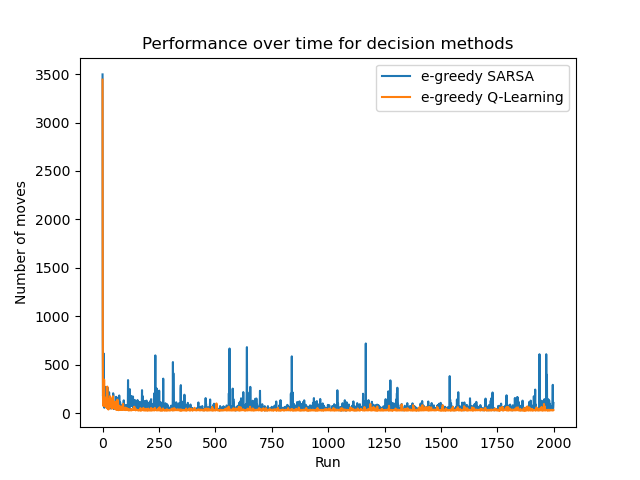 Performance over time for decision methods
e-greedy SARSA
e-greedy Q-Learning
Number of moves
3500
3000
2500
2000
1500
1000
500
0
0 250 500 750 1000 1250 1500 1750 2000
Run